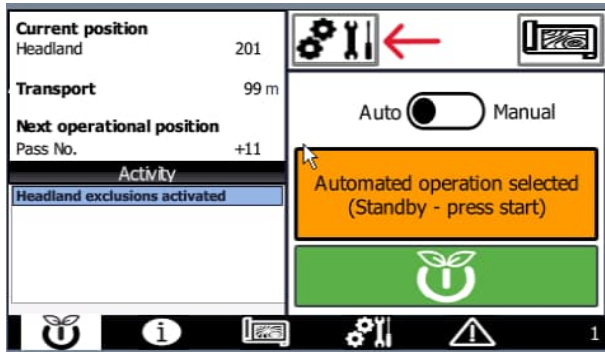 Current position
Headland 201
Transport 99 m
Next operational position
Pass No. +11
Activity
Headland exclusions activated
Auto Manual
Automated operation selected
(Standby - press start)
1